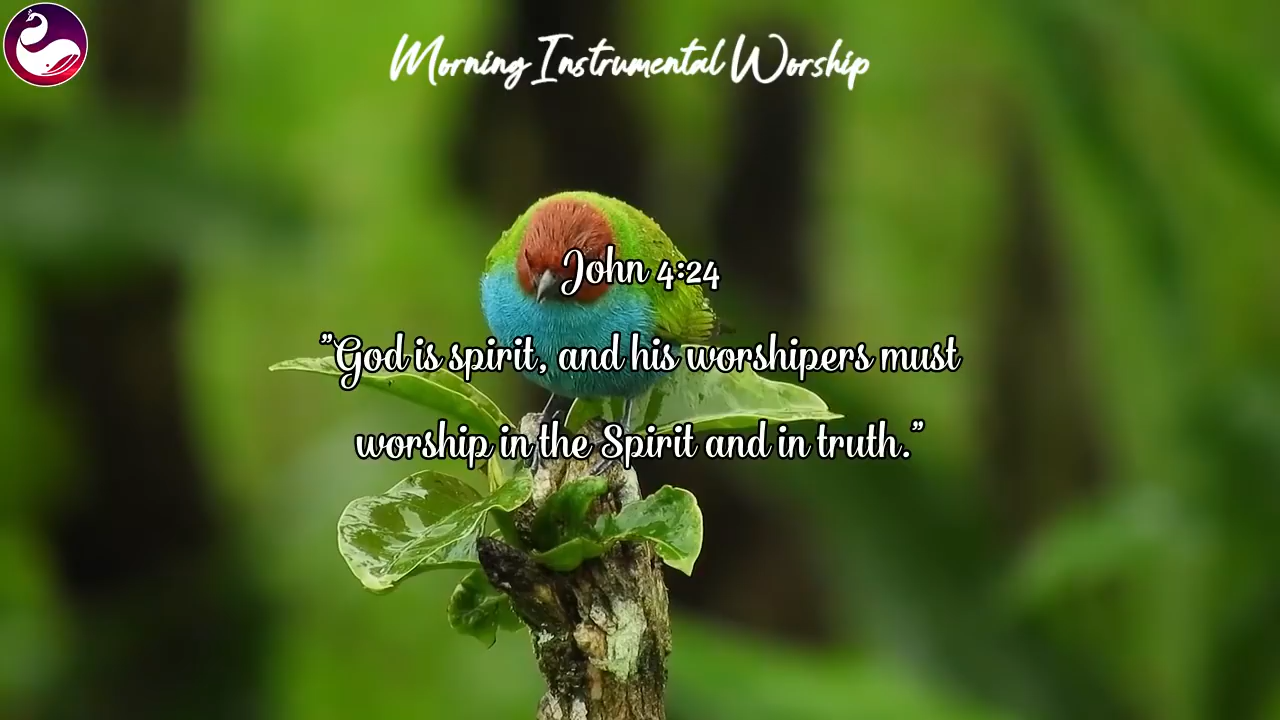 Morning Instrumental Worship
John 4:24
"God is spirit, and his worshipers must
worship in the Spirit and in truth."